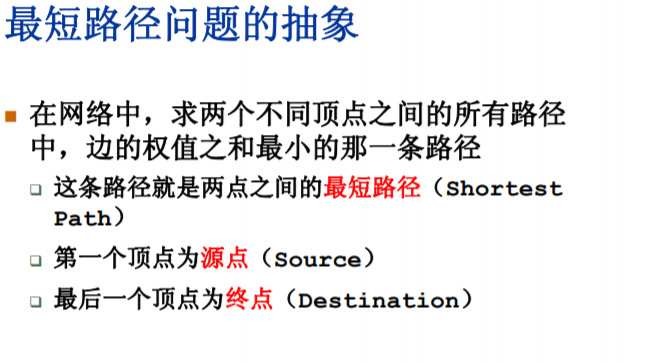 最短路径问题的抽象
在网络中，求两个不同顶点之间的所有路径
中，边的权值之和最小的那一条路径
这条路径就是两点之间的最短路径（Shortest
Path）
第一个顶点为源点（Source）
最后一个顶点为终点（Destination）